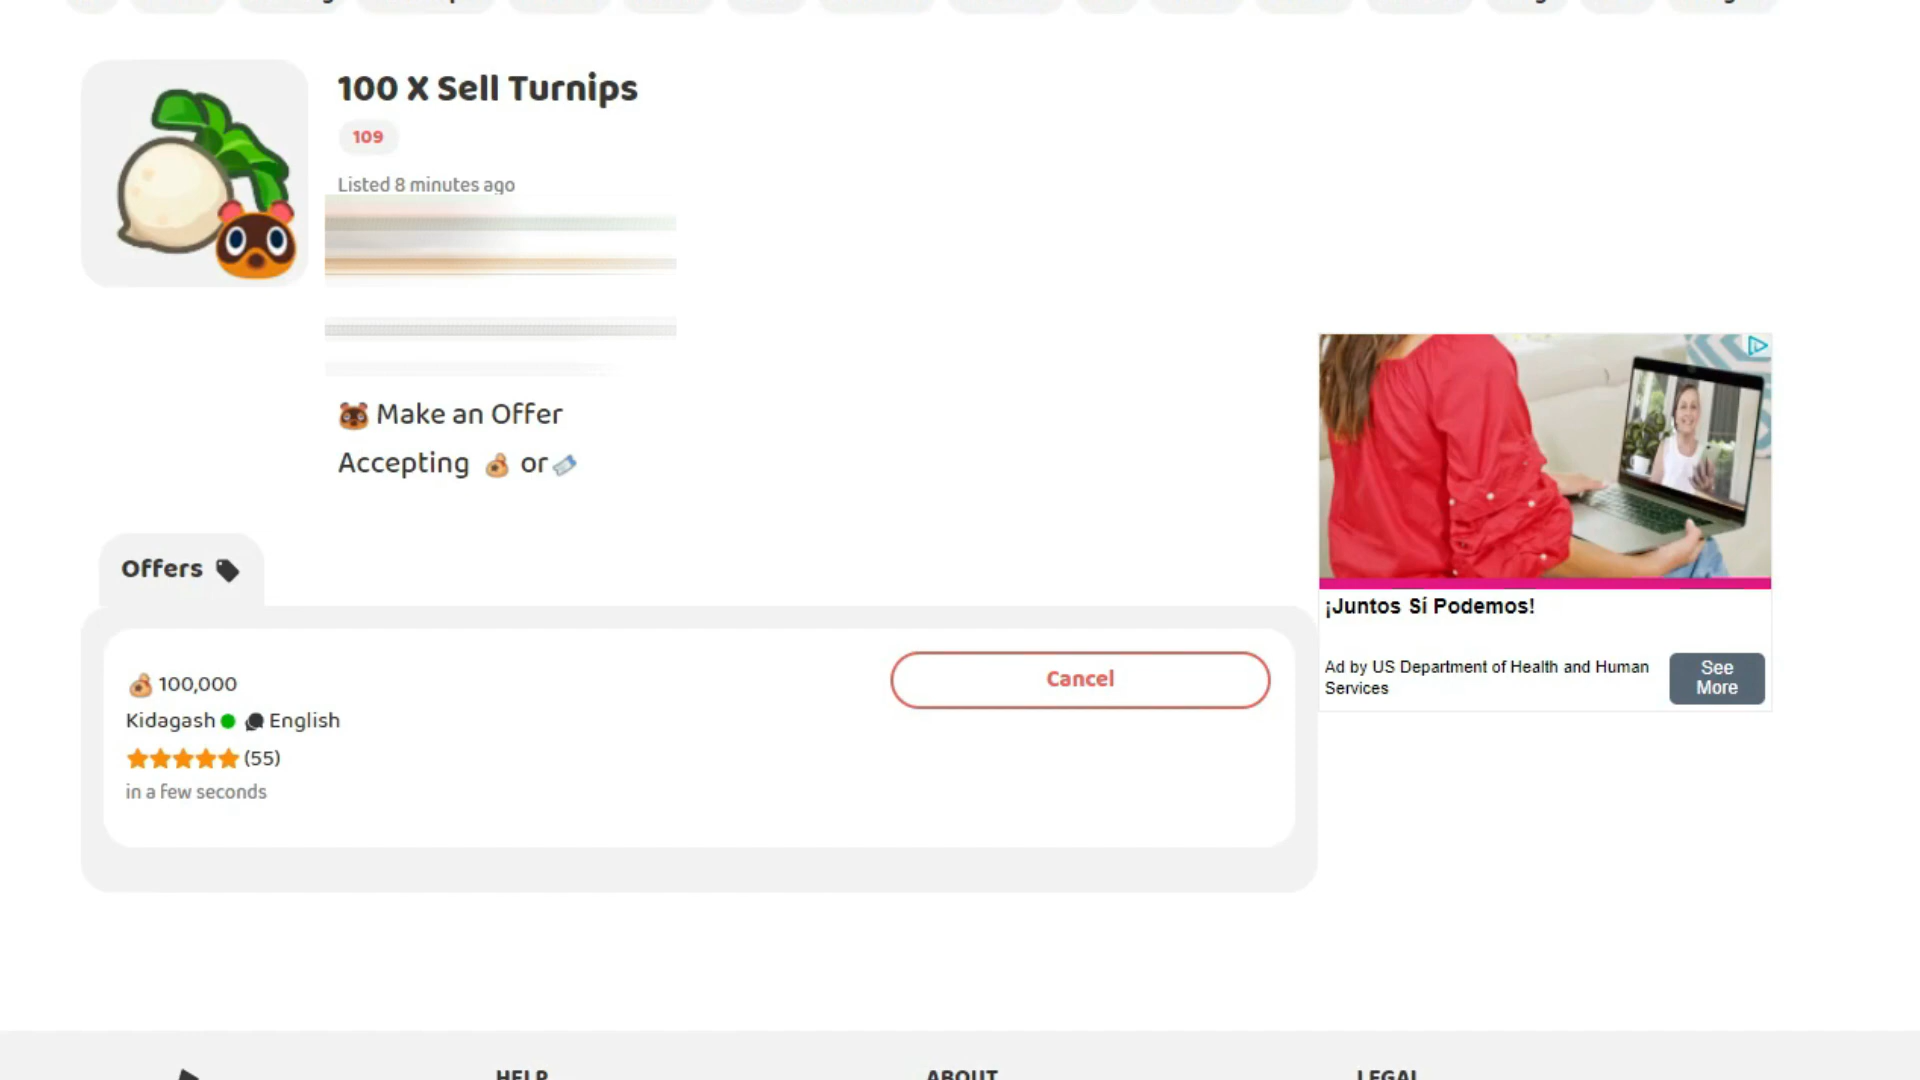 100 X Sell Turnips
109
Listed 8 minutes ago
Make an Offer
Accepting or
Offers
100,000
Kidagash English
(55)
in a few seconds
Cancel
¡Juntos Sí Podemos!
Ad by US Department of Health and Human
Services
See
More
HELP
ABOUT
LEGAL